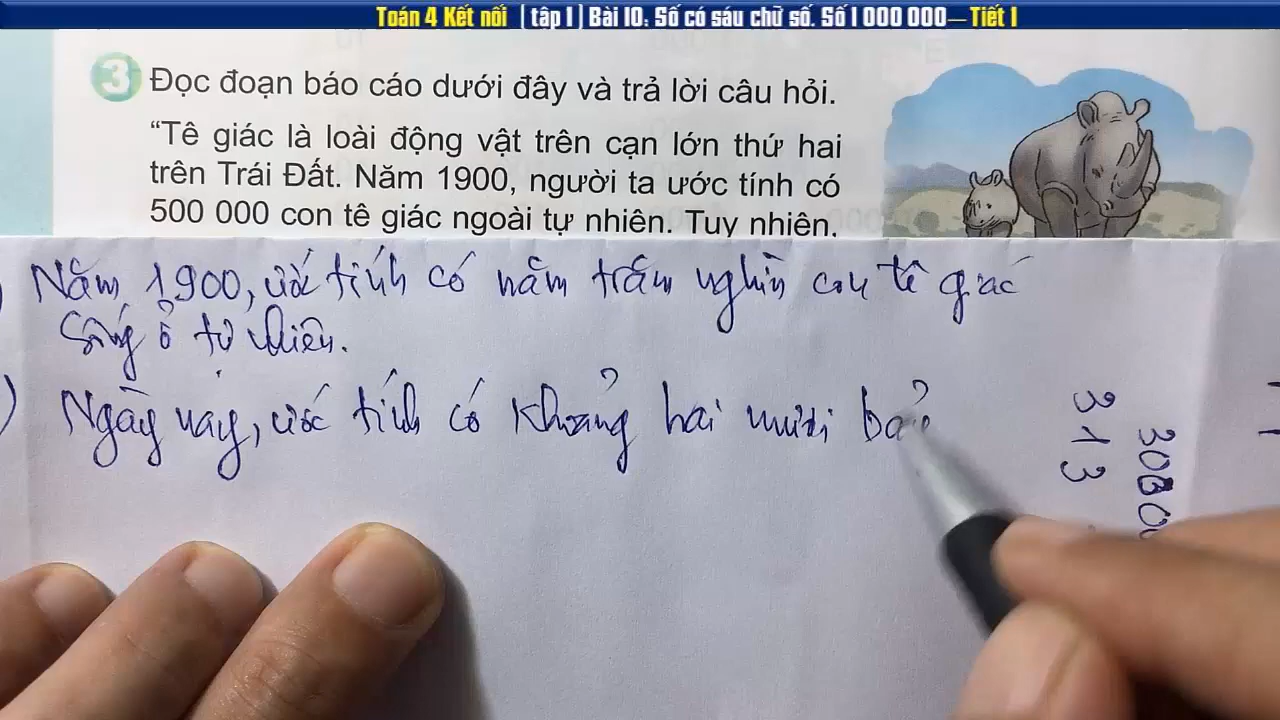 Toán 4 Kết nối ( tập 1 ) Bài 10: Số có sáu chữ số. Số 1 000 000— Tiết 1
3 Đọc đoạn báo cáo dưới đây và trả lời câu hỏi.
“Tê giác là loài động vật trên cạn lớn thứ hai
trên Trái Đất. Năm 1900, người ta ước tính có
500 000 con tê giác ngoài tự nhiên. Tuy nhiên,
Năm 1900, ước tính có năm trăm nghìn con tê giác
sống ở tự nhiên.
Ngày nay, ước tính có khoảng hai mươi bả
313